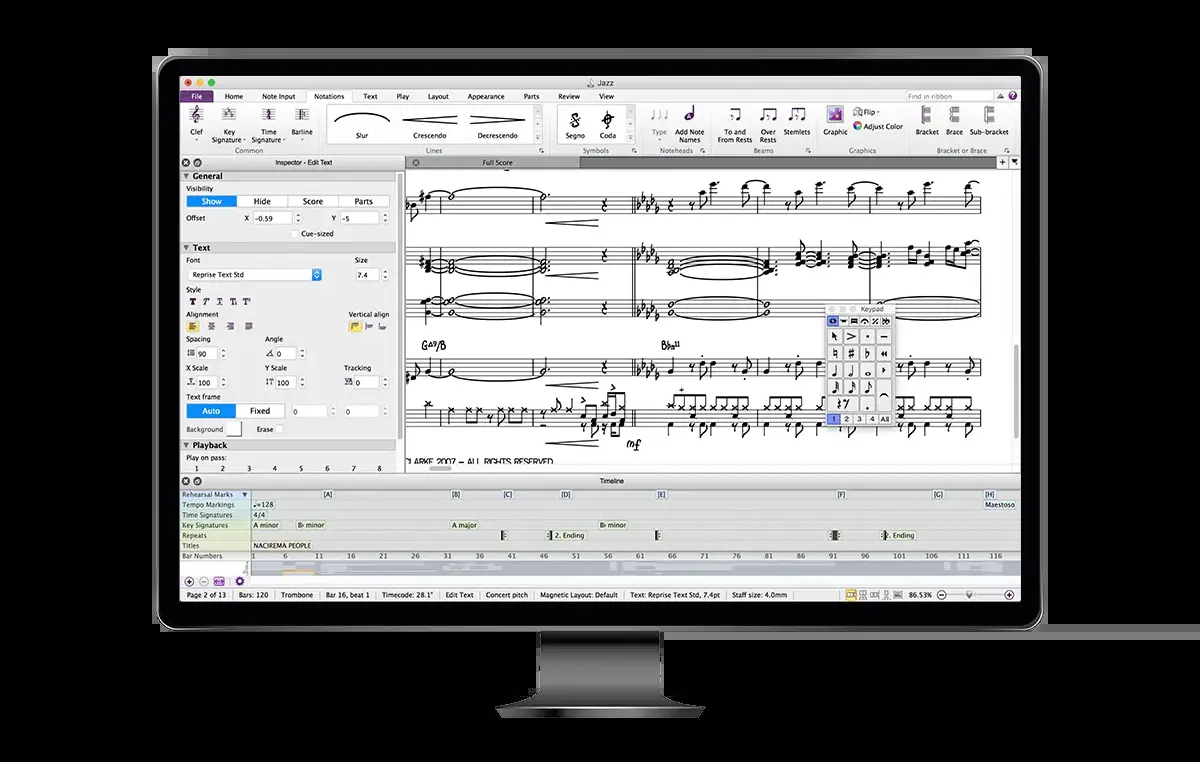 Jazz
File Home Note Input Notations Text Play Layout Appearance Parts Review View Find in ribbon
Clef Key Signature Time Signature Barline
Slur Crescendo Decrescendo
Segno Coda
Type Add Note Names
To and From Rests Over Rests Stemlets
Graphic Flip Adjust Color
Bracket Brace Sub-bracket
Common Lines Symbols Noteheads Beams Graphics Bracket or Brace
Inspector - Edit Text
Full Score
General
Visibility
Show Hide Score Parts
Offset X -0.59 Y -5
Cue-sized
Text
Font Size
Reprise Text Std 7.4
Style
T T T T T
Alignment Vertical align
Spacing Angle
90 0
X Scale Y Scale Tracking
100 100 0
Text frame
Auto Fixed 0 0
Background Erase
Playback
Play on pass:
1 2 3 4 5 6 7 8
Keypad
1 2 3 4 All
mf
CLARKE 2007 – ALL RIGHTS RESERVED
Timeline
Rehearsal Marks [A] [B] [C] [D] [E] [F] [G] [H]
Tempo Markings ♩=128 Maestoso
Time Signatures 4/4
Key Signatures A minor B♭ minor A major B♭ minor
Repeats 2. Ending 2. Ending
Titles NACIREMA PEOPLE
Bar Numbers 1 6 11 16 21 26 31 36 41 46 51 56 61 66 71 76 81 86 91 96 101 106 111 116
Page 2 of 13 Bars: 120 Trombone Bar 16, beat 1 Timecode: 28.1" Edit Text Concert pitch Magnetic Layout: Default Text: Reprise Text Std, 7.4pt Staff size: 4.0mm 86.53%